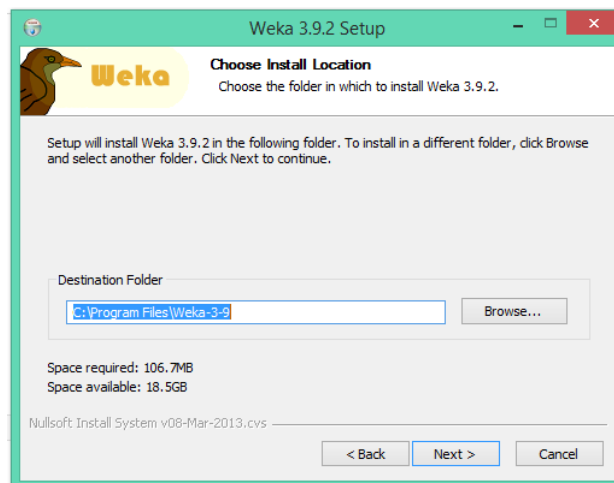 Weka 3.9.2 Setup
Weka
Choose Install Location
Choose the folder in which to install Weka 3.9.2.
Setup will install Weka 3.9.2 in the following folder. To install in a different folder, click Browse
and select another folder. Click Next to continue.
Destination Folder
C:\Program Files\Weka-3-9
Browse...
Space required: 106.7MB
Space available: 18.5GB
Nullsoft Install System v08-Mar-2013.cvs
< Back
Next >
Cancel